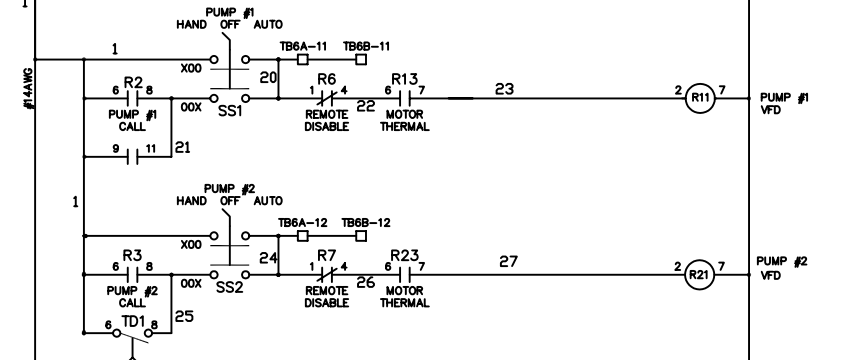 1
PUMP #1
HAND OFF AUTO
1
TB6A-11 TB6B-11
X00
20
#14AWG
R2
6 8
PUMP #1
CALL
00X
SS1
R6
1 4
REMOTE
DISABLE
22
R13
6 7
MOTOR
THERMAL
23
2 R11 7
PUMP #1
VFD
9 11
21
PUMP #2
HAND OFF AUTO
1
TB6A-12 TB6B-12
X00
24
R3
6 8
PUMP #2
CALL
00X
SS2
R7
1 4
REMOTE
DISABLE
26
R23
6 7
MOTOR
THERMAL
27
2 R21 7
PUMP #2
VFD
TD1
6 8
25